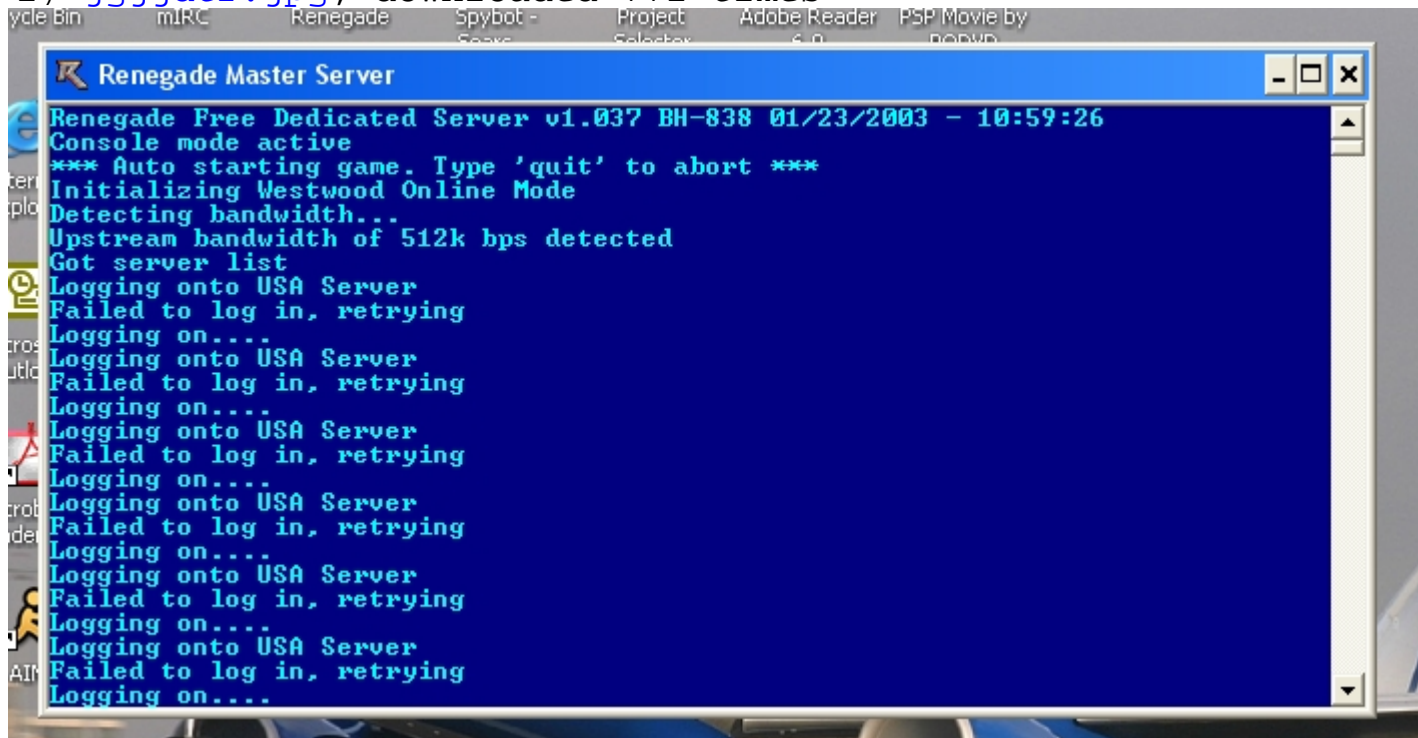 ycle Bin mIRC Renegade Spybot - Project Adobe Reader PSP Movie by
Renegade Master Server
Renegade Free Dedicated Server v1.037 BH-838 01/23/2003 - 10:59:26
Console mode active
*** Auto starting game. Type 'quit' to abort ***
Initializing Westwood Online Mode
Detecting bandwidth...
Upstream bandwidth of 512k bps detected
Got server list
Logging onto USA Server
Failed to log in, retrying
Logging on....
Logging onto USA Server
Failed to log in, retrying
Logging on....
Logging onto USA Server
Failed to log in, retrying
Logging on....
Logging onto USA Server
Failed to log in, retrying
Logging on....
Logging onto USA Server
Failed to log in, retrying
Logging on....
Logging onto USA Server
Failed to log in, retrying
Logging on....